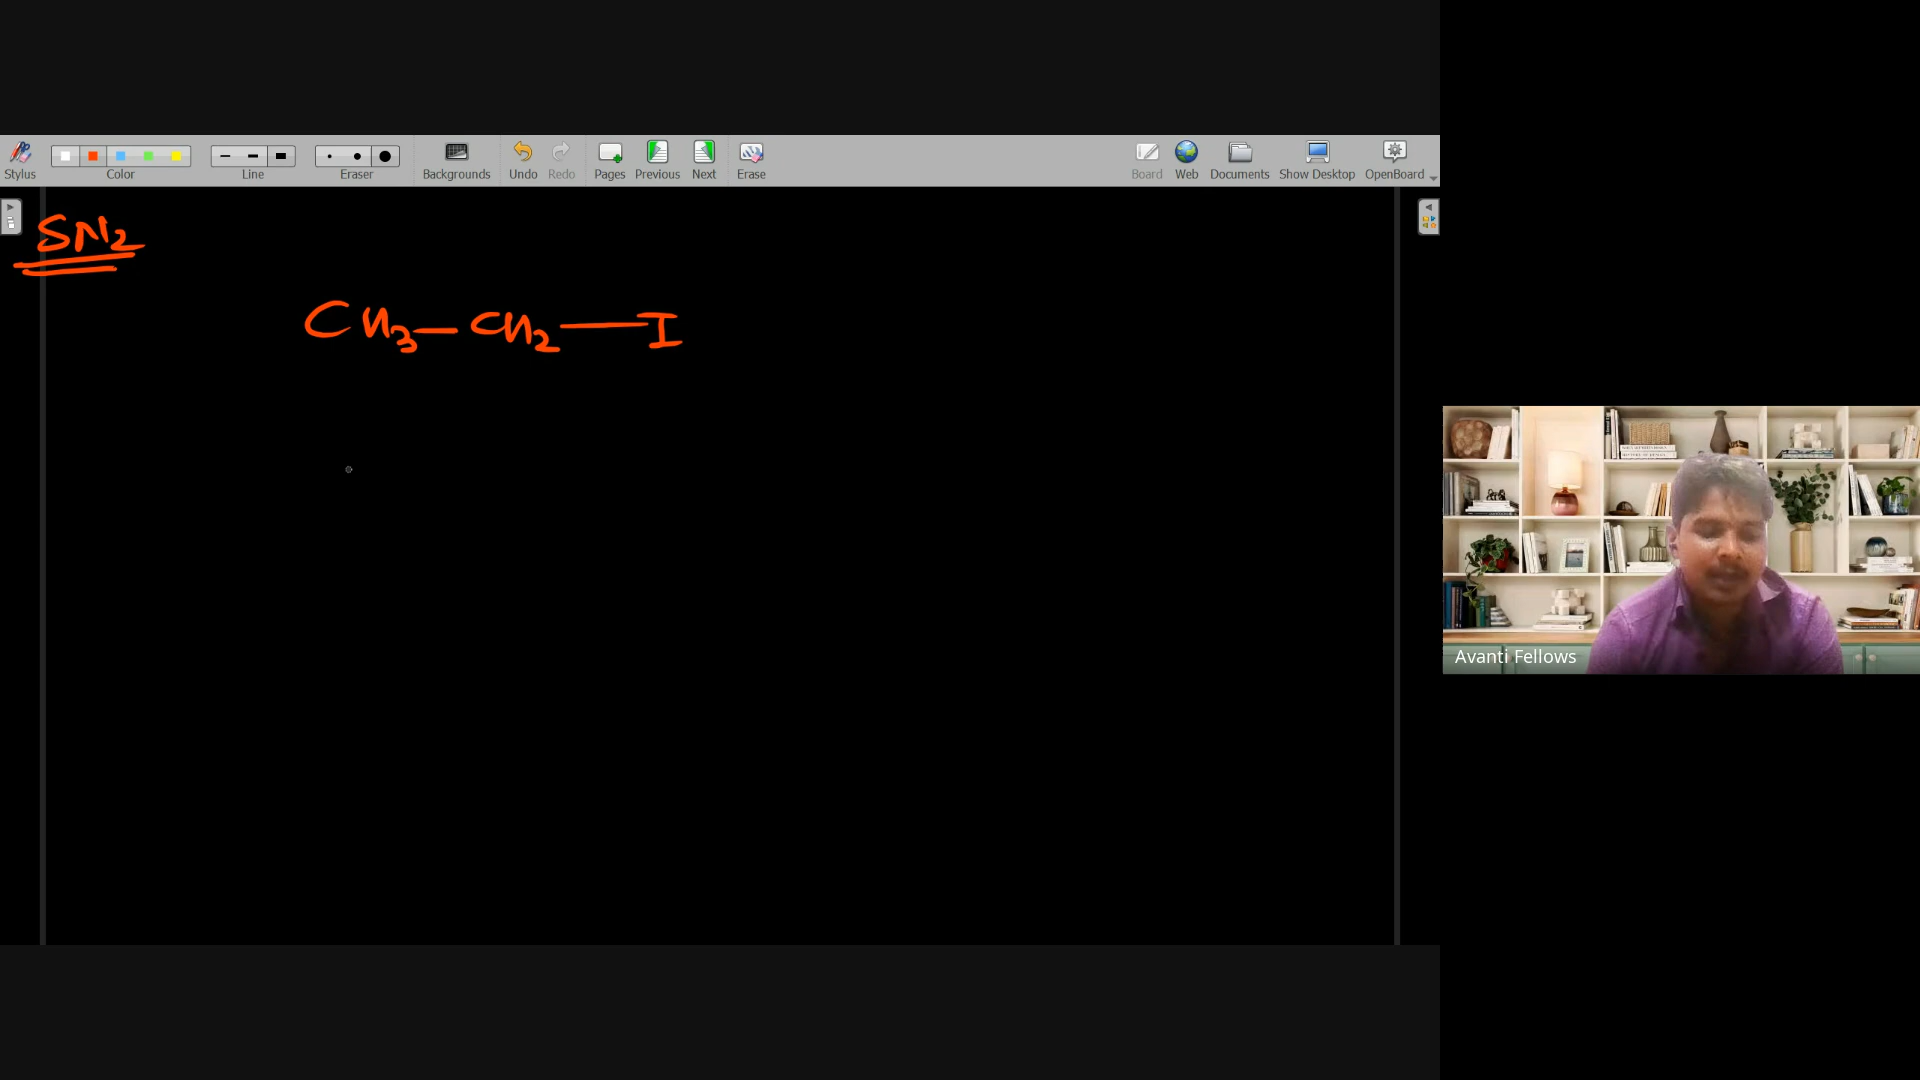 Stylus Color Line Eraser Backgrounds Undo Redo Pages Previous Next Erase Board Web Documents Show Desktop OpenBoard
SN2
CH3—CH2—I
Avanti Fellows